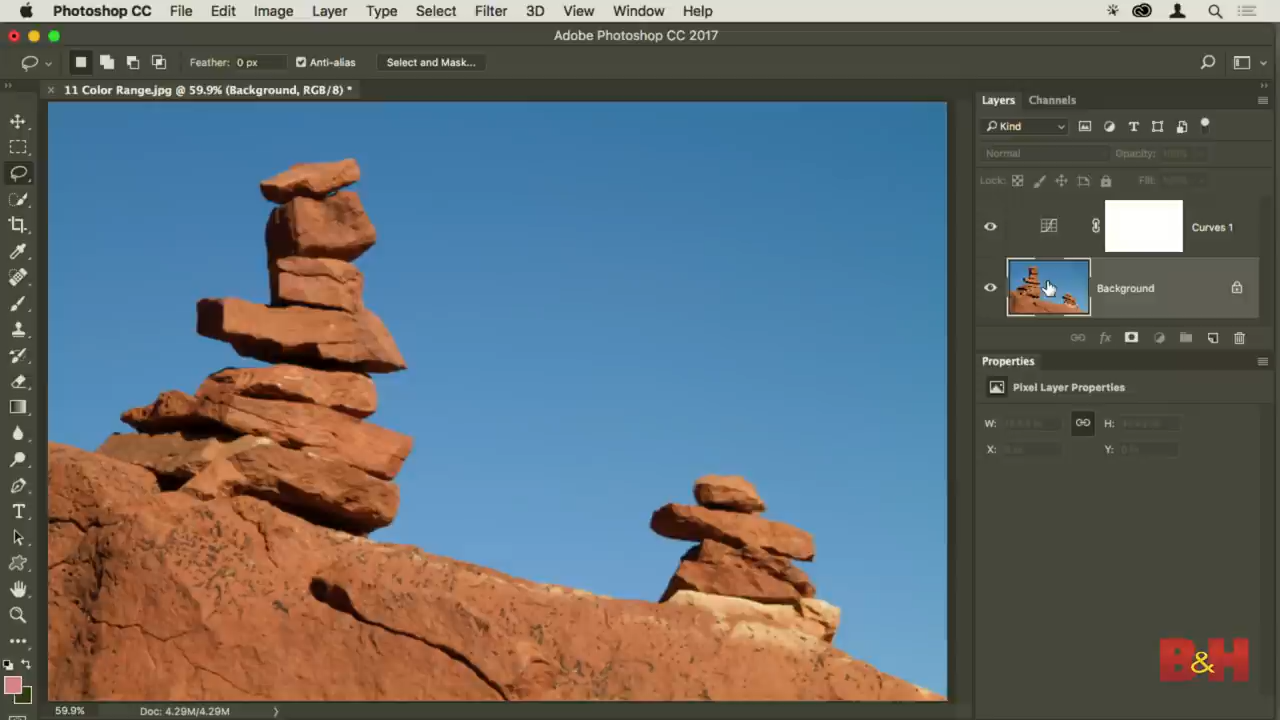 Photoshop CC File Edit Image Layer Type Select Filter 3D View Window Help
Adobe Photoshop CC 2017
Feather: 0 px Anti-alias Select and Mask...
× 11 Color Range.jpg @ 59.9% (Background, RGB/8) *
Layers Channels
Kind
Normal Opacity:
Lock: Fill:
Curves 1
Background
fx
Properties
Pixel Layer Properties
W: H:
X: Y:
B&H
59.9% Doc: 4.29M/4.29M